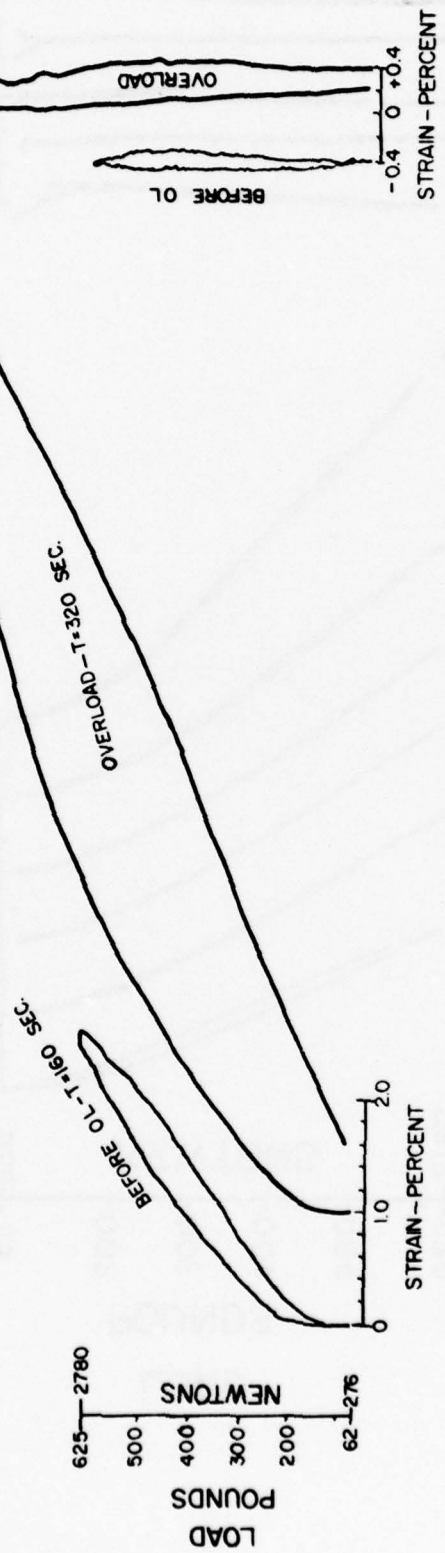 LOAD
POUNDS
625
500
400
300
200
62
2780
276
NEWTONS
BEFORE OL-T=160 SEC.
OVERLOAD-T=320 SEC.
0
1.0
2.0
STRAIN-PERCENT
BEFORE OL
OVERLOAD
-0.4
0
+0.4
STRAIN-PERCENT